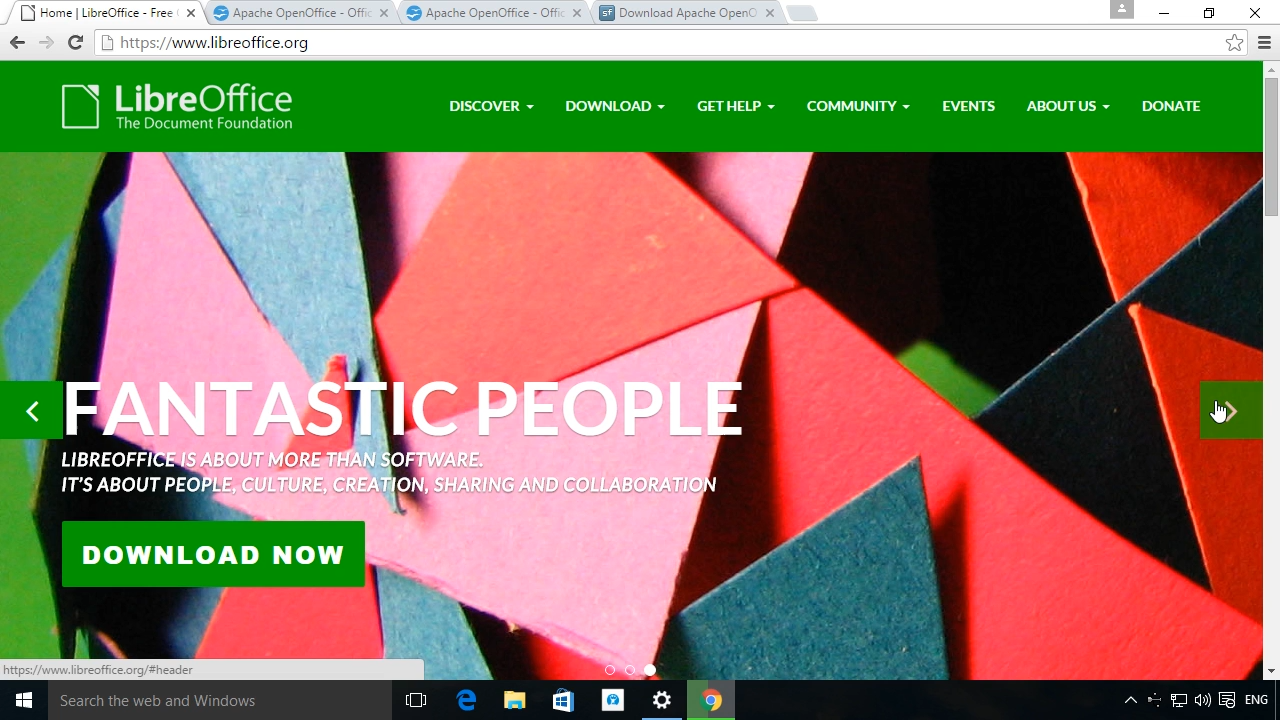 Home | LibreOffice - Free
Apache OpenOffice - Offic
Apache OpenOffice - Offic
sf
Download Apache OpenO
https://www.libreoffice.org
LibreOffice
The Document Foundation
DISCOVER
DOWNLOAD
GET HELP
COMMUNITY
EVENTS
ABOUT US
DONATE
FANTASTIC PEOPLE
LIBREOFFICE IS ABOUT MORE THAN SOFTWARE.
IT'S ABOUT PEOPLE, CULTURE, CREATION, SHARING AND COLLABORATION
DOWNLOAD NOW
https://www.libreoffice.org/#header
Search the web and Windows
ENG